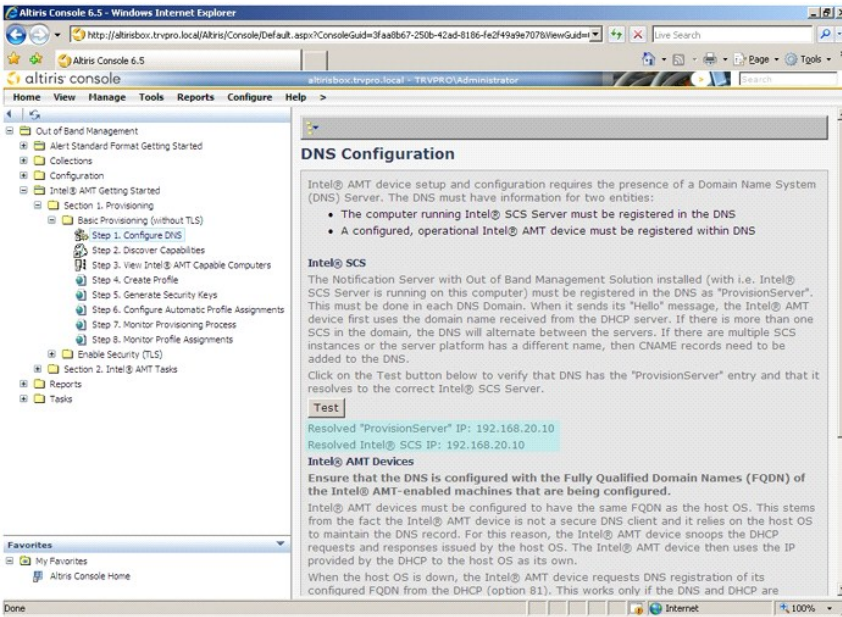 Altiris Console 6.5 - Windows Internet Explorer
http://altirisbox.trvpro.local/Altiris/Console/Default.aspx?ConsoleGuid=3faa8b67-250b-42ad-8186-fe2f49a9e707&ViewGuid=
Live Search
Altiris Console 6.5
Page
Tools
altiris console
altirisbox.trvpro.local - TRVPRO\Administrator
Search
Home View Manage Tools Reports Configure Help >
Out of Band Management
Alert Standard Format Getting Started
Collections
Configuration
Intel® AMT Getting Started
Section 1. Provisioning
Basic Provisioning (without TLS)
Step 1. Configure DNS
Step 2. Discover Capabilities
Step 3. View Intel® AMT Capable Computers
Step 4. Create Profile
Step 5. Generate Security Keys
Step 6. Configure Automatic Profile Assignments
Step 7. Monitor Provisioning Process
Step 8. Monitor Profile Assignments
Enable Security (TLS)
Section 2. Intel® AMT Tasks
Reports
Tasks
Favorites
My Favorites
Altiris Console Home
DNS Configuration
Intel® AMT device setup and configuration requires the presence of a Domain Name System
(DNS) Server. The DNS must have information for two entities:
• The computer running Intel® SCS Server must be registered in the DNS
• A configured, operational Intel® AMT device must be registered within DNS
Intel® SCS
The Notification Server with Out of Band Management Solution installed (with i.e. Intel®
SCS Server is running on this computer) must be registered in the DNS as "ProvisionServer".
This must be done in each DNS Domain. When it sends its "Hello" message, the Intel® AMT
device first uses the domain name received from the DHCP server. If there is more than one
SCS in the domain, the DNS will alternate between the servers. If there are multiple SCS
instances or the server platform has a different name, then CNAME records need to be
added to the DNS.
Click on the Test button below to verify that DNS has the "ProvisionServer" entry and that it
resolves to the correct Intel® SCS Server.
Test
Resolved "ProvisionServer" IP: 192.168.20.10
Resolved Intel® SCS IP: 192.168.20.10
Intel® AMT Devices
Ensure that the DNS is configured with the Fully Qualified Domain Names (FQDN) of
the Intel® AMT-enabled machines that are being configured.
Intel® AMT devices must be configured to have the same FQDN as the host OS. This stems
from the fact the Intel® AMT device is not a secure DNS client and it relies on the host OS
to maintain the DNS record. For this reason, the Intel® AMT device snoops the DHCP
requests and responses issued by the host OS. The Intel® AMT device then uses the IP
provided by the DHCP to the host OS as its own.
When the host OS is down, the Intel® AMT device requests DNS registration of its
configured FQDN from the DHCP (option 81). This works only if the DNS and DHCP are
Done
Internet
100%